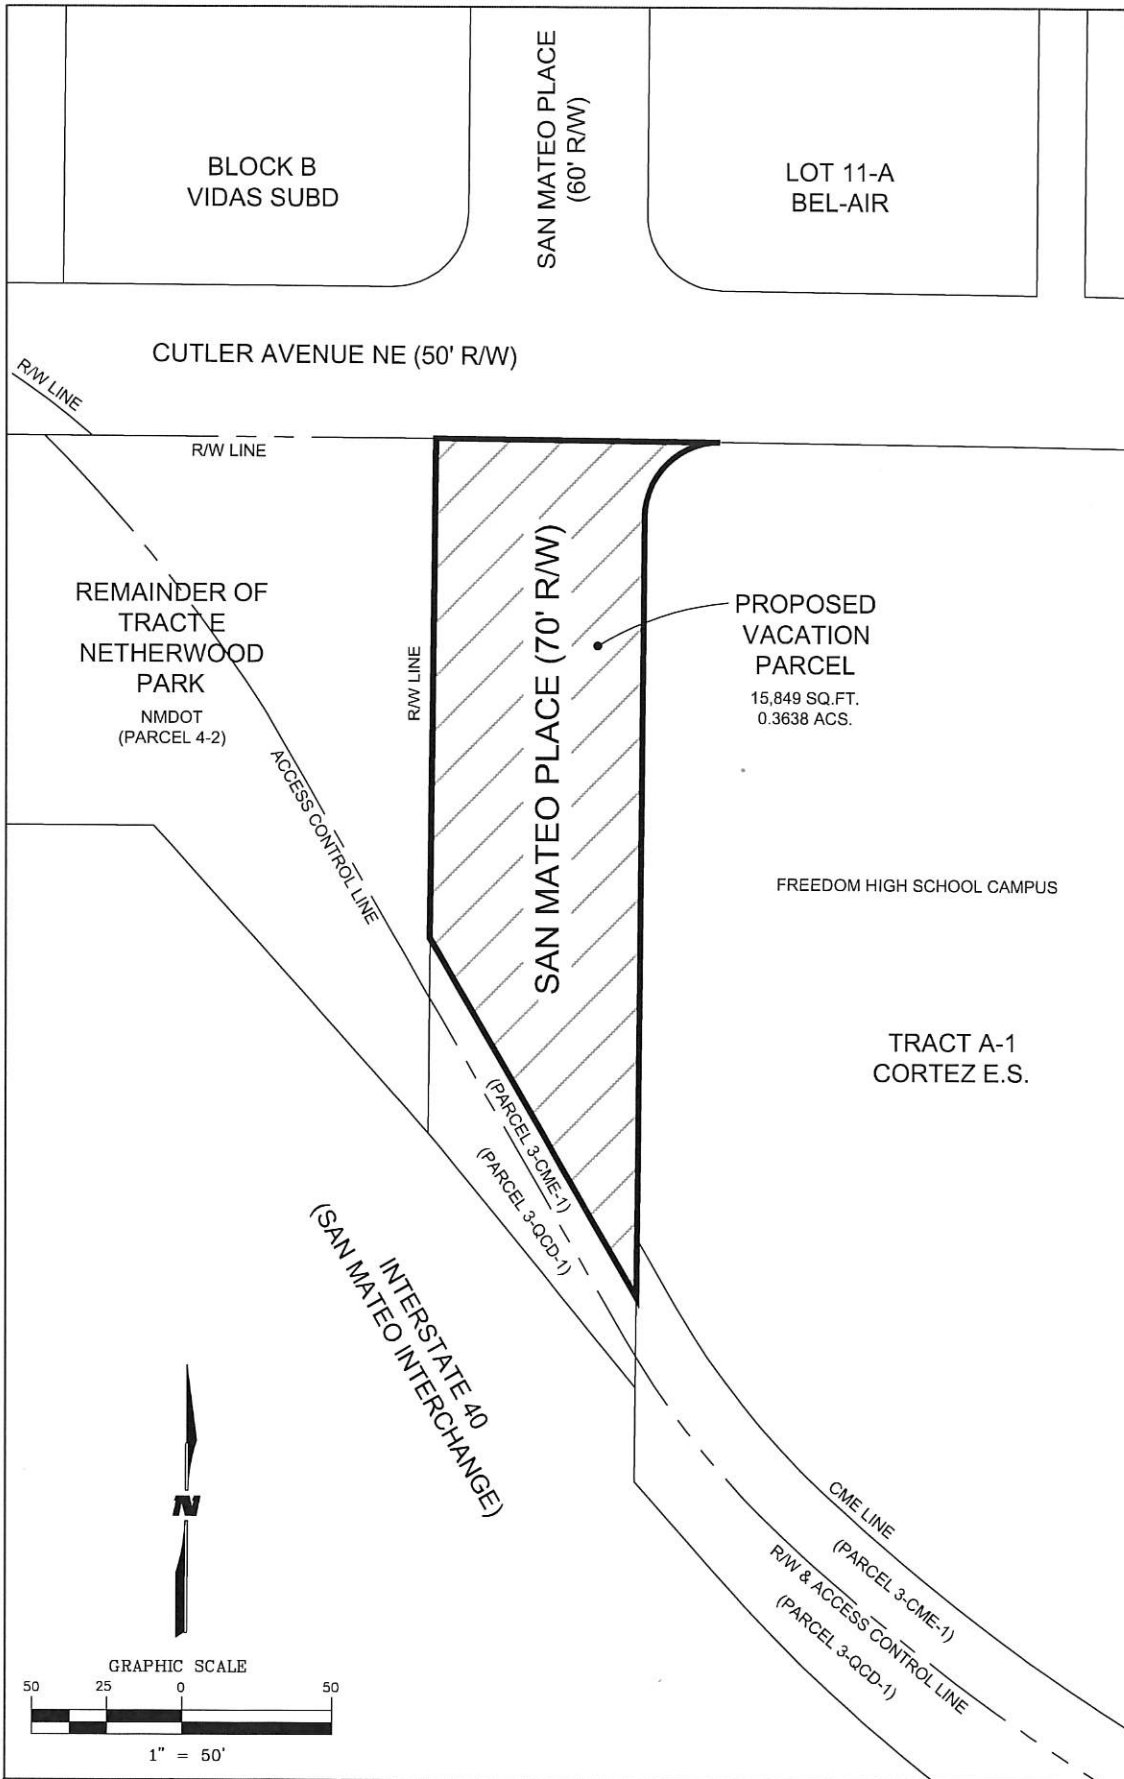 SAN MATEO PLACE
(60' R/W)
BLOCK B
VIDAS SUBD
LOT 11-A
BEL-AIR
CUTLER AVENUE NE (50' R/W)
R/W LINE
R/W LINE
REMAINDER OF
TRACT E
NETHERWOOD
PARK
NMDOT
(PARCEL 4-2)
R/W LINE
SAN MATEO PLACE (70' R/W)
PROPOSED
VACATION
PARCEL
15,849 SQ.FT.
0.3638 ACS.
ACCESS CONTROL LINE
FREEDOM HIGH SCHOOL CAMPUS
TRACT A-1
CORTEZ E.S.
(PARCEL 3-CME-1)
(PARCEL 3-QCD-1)
INTERSTATE 40
(SAN MATEO INTERCHANGE)
CME LINE
(PARCEL 3-CME-1)
R/W & ACCESS CONTROL LINE
(PARCEL 3-QCD-1)
N
GRAPHIC SCALE
50 25 0 50
1" = 50'